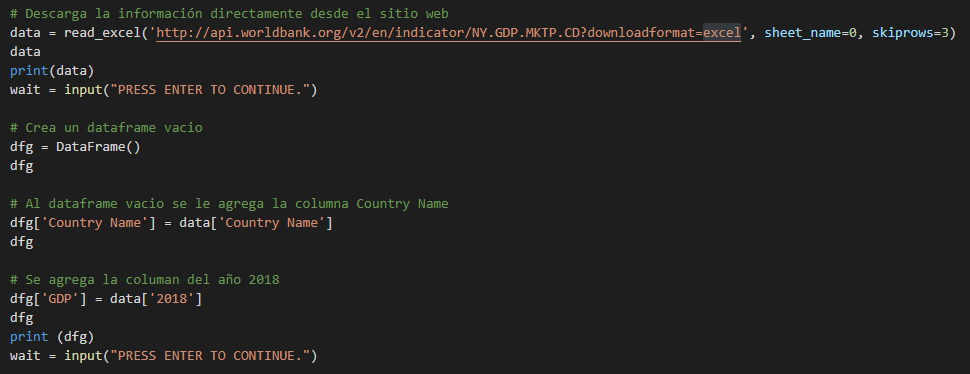 # Descarga la información directamente desde el sitio web
data = read_excel('http://api.worldbank.org/v2/en/indicator/NY.GDP.MKTP.CD?downloadformat=excel', sheet_name=0, skiprows=3)
data
print(data)
wait = input("PRESS ENTER TO CONTINUE.")
# Crea un dataframe vacio
dfg = DataFrame()
dfg
# Al dataframe vacio se le agrega la columna Country Name
dfg['Country Name'] = data['Country Name']
dfg
# Se agrega la columan del año 2018
dfg['GDP'] = data['2018']
dfg
print (dfg)
wait = input("PRESS ENTER TO CONTINUE.")